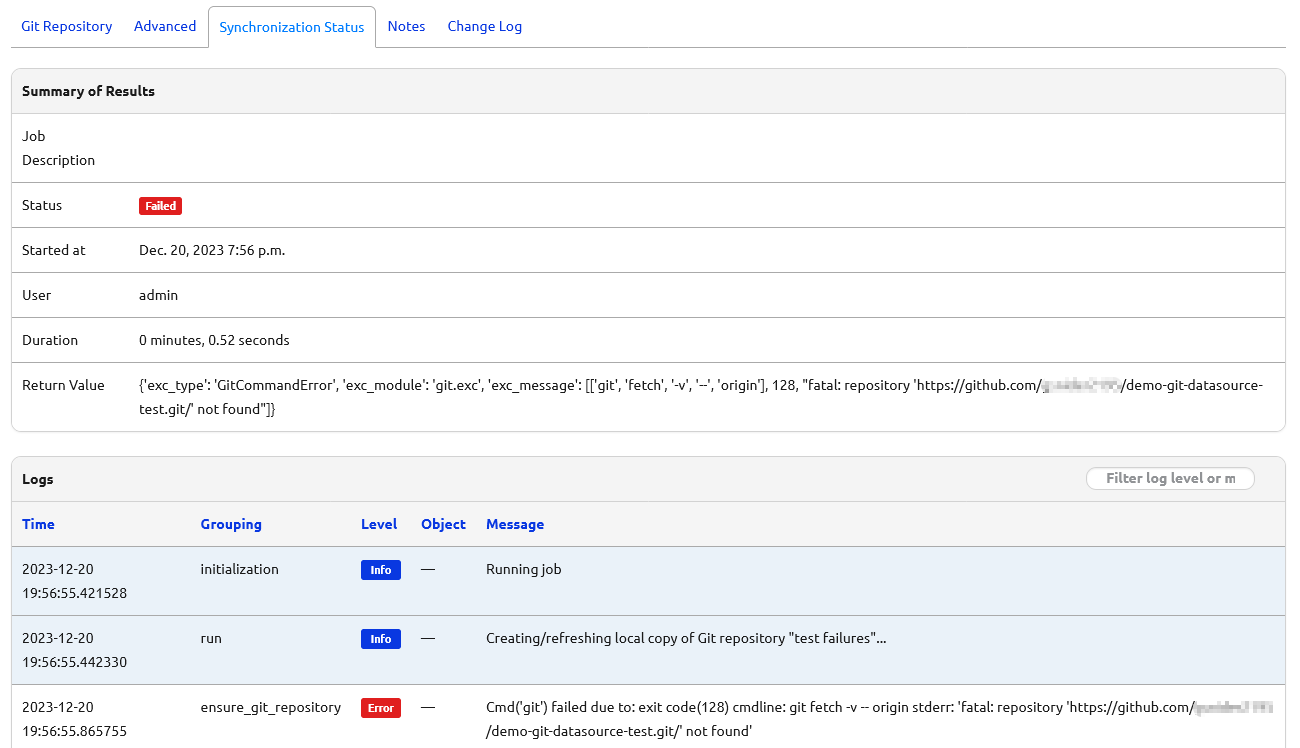 Git Repository Advanced Synchronization Status Notes Change Log
Summary of Results
Job
Description
Status Failed
Started at Dec. 20, 2023 7:56 p.m.
User admin
Duration 0 minutes, 0.52 seconds
Return Value {'exc_type': 'GitCommandError', 'exc_module': 'git.exc', 'exc_message': [['git', 'fetch', '-v', '--', 'origin'], 128, "fatal: repository 'https://github.com/ /demo-git-datasource-
test.git/' not found"]}
Logs Filter log level or m
Time Grouping Level Object Message
2023-12-20 initialization Info — Running job
19:56:55.421528
2023-12-20 run Info — Creating/refreshing local copy of Git repository "test failures"...
19:56:55.442330
2023-12-20 ensure_git_repository Error — Cmd('git') failed due to: exit code(128) cmdline: git fetch -v -- origin stderr: 'fatal: repository 'https://github.com/
19:56:55.865755 /demo-git-datasource-test.git/' not found'